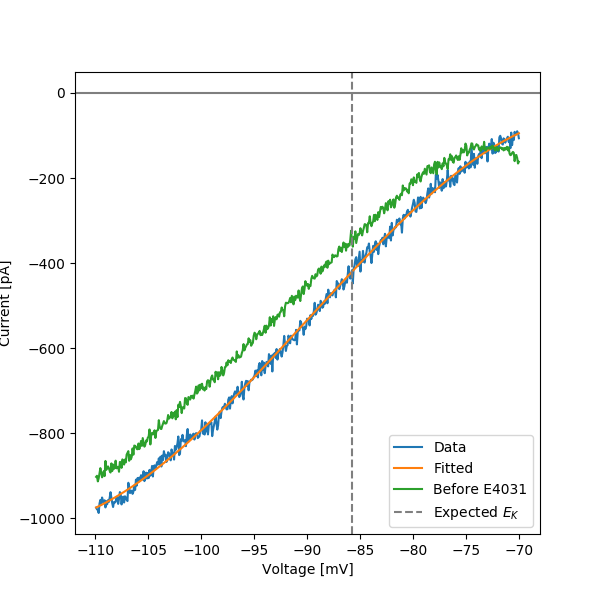 0
−200
−400
−600
−800
−1000
Current [pA]
−110 −105 −100 −95 −90 −85 −80 −75 −70
Voltage [mV]
Data
Fitted
Before E4031
Expected E_K